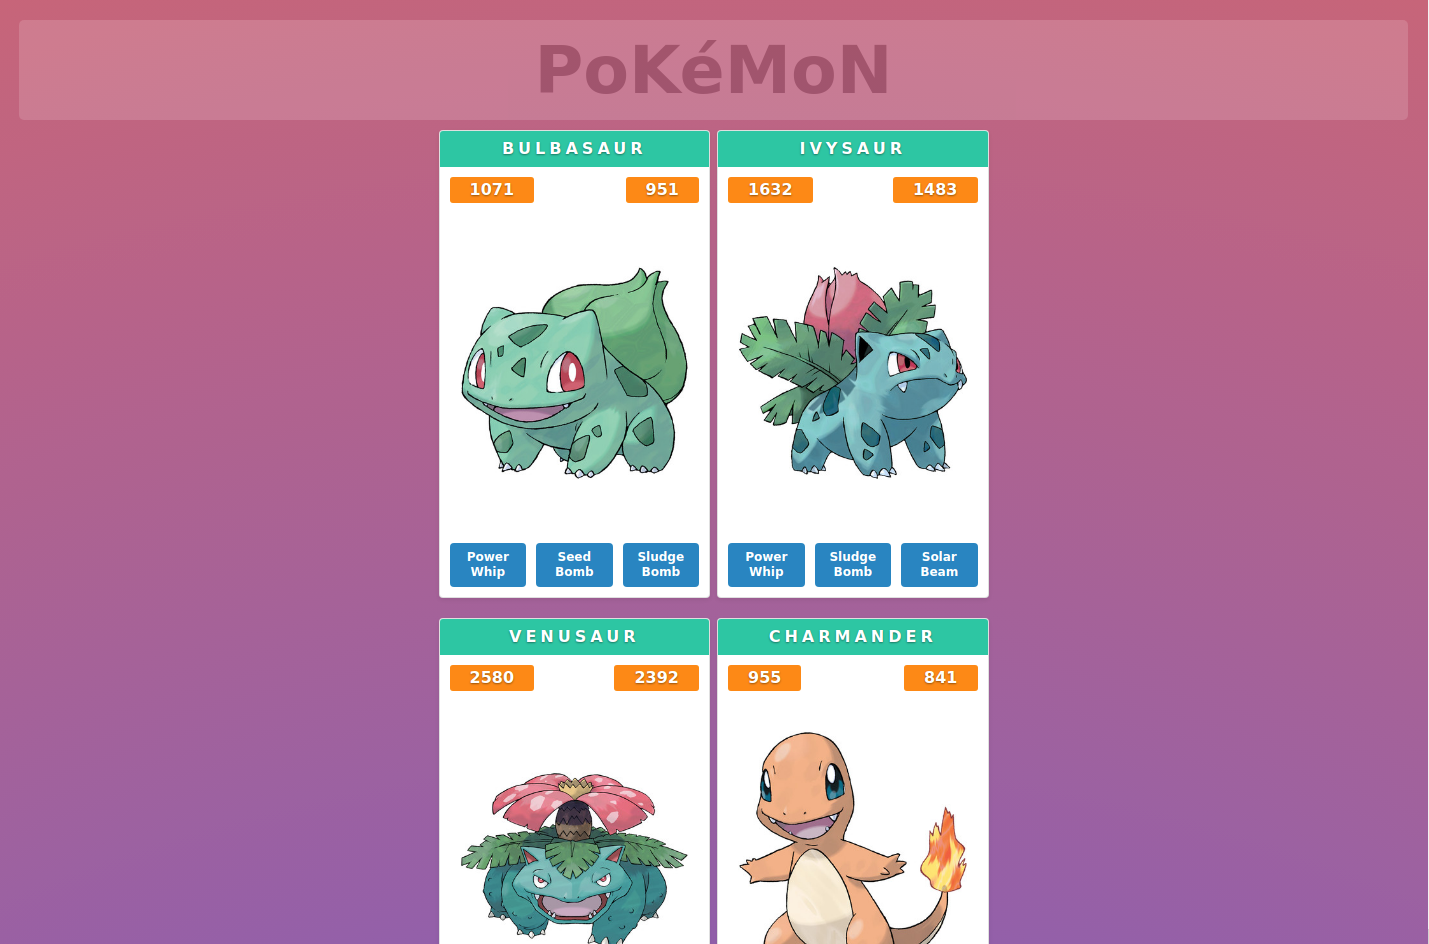 PoKéMoN
BULBASAUR
1071
951
Power
Whip
Seed
Bomb
Sludge
Bomb
IVYSAUR
1632
1483
Power
Whip
Sludge
Bomb
Solar
Beam
VENUSAUR
2580
2392
CHARMANDER
955
841